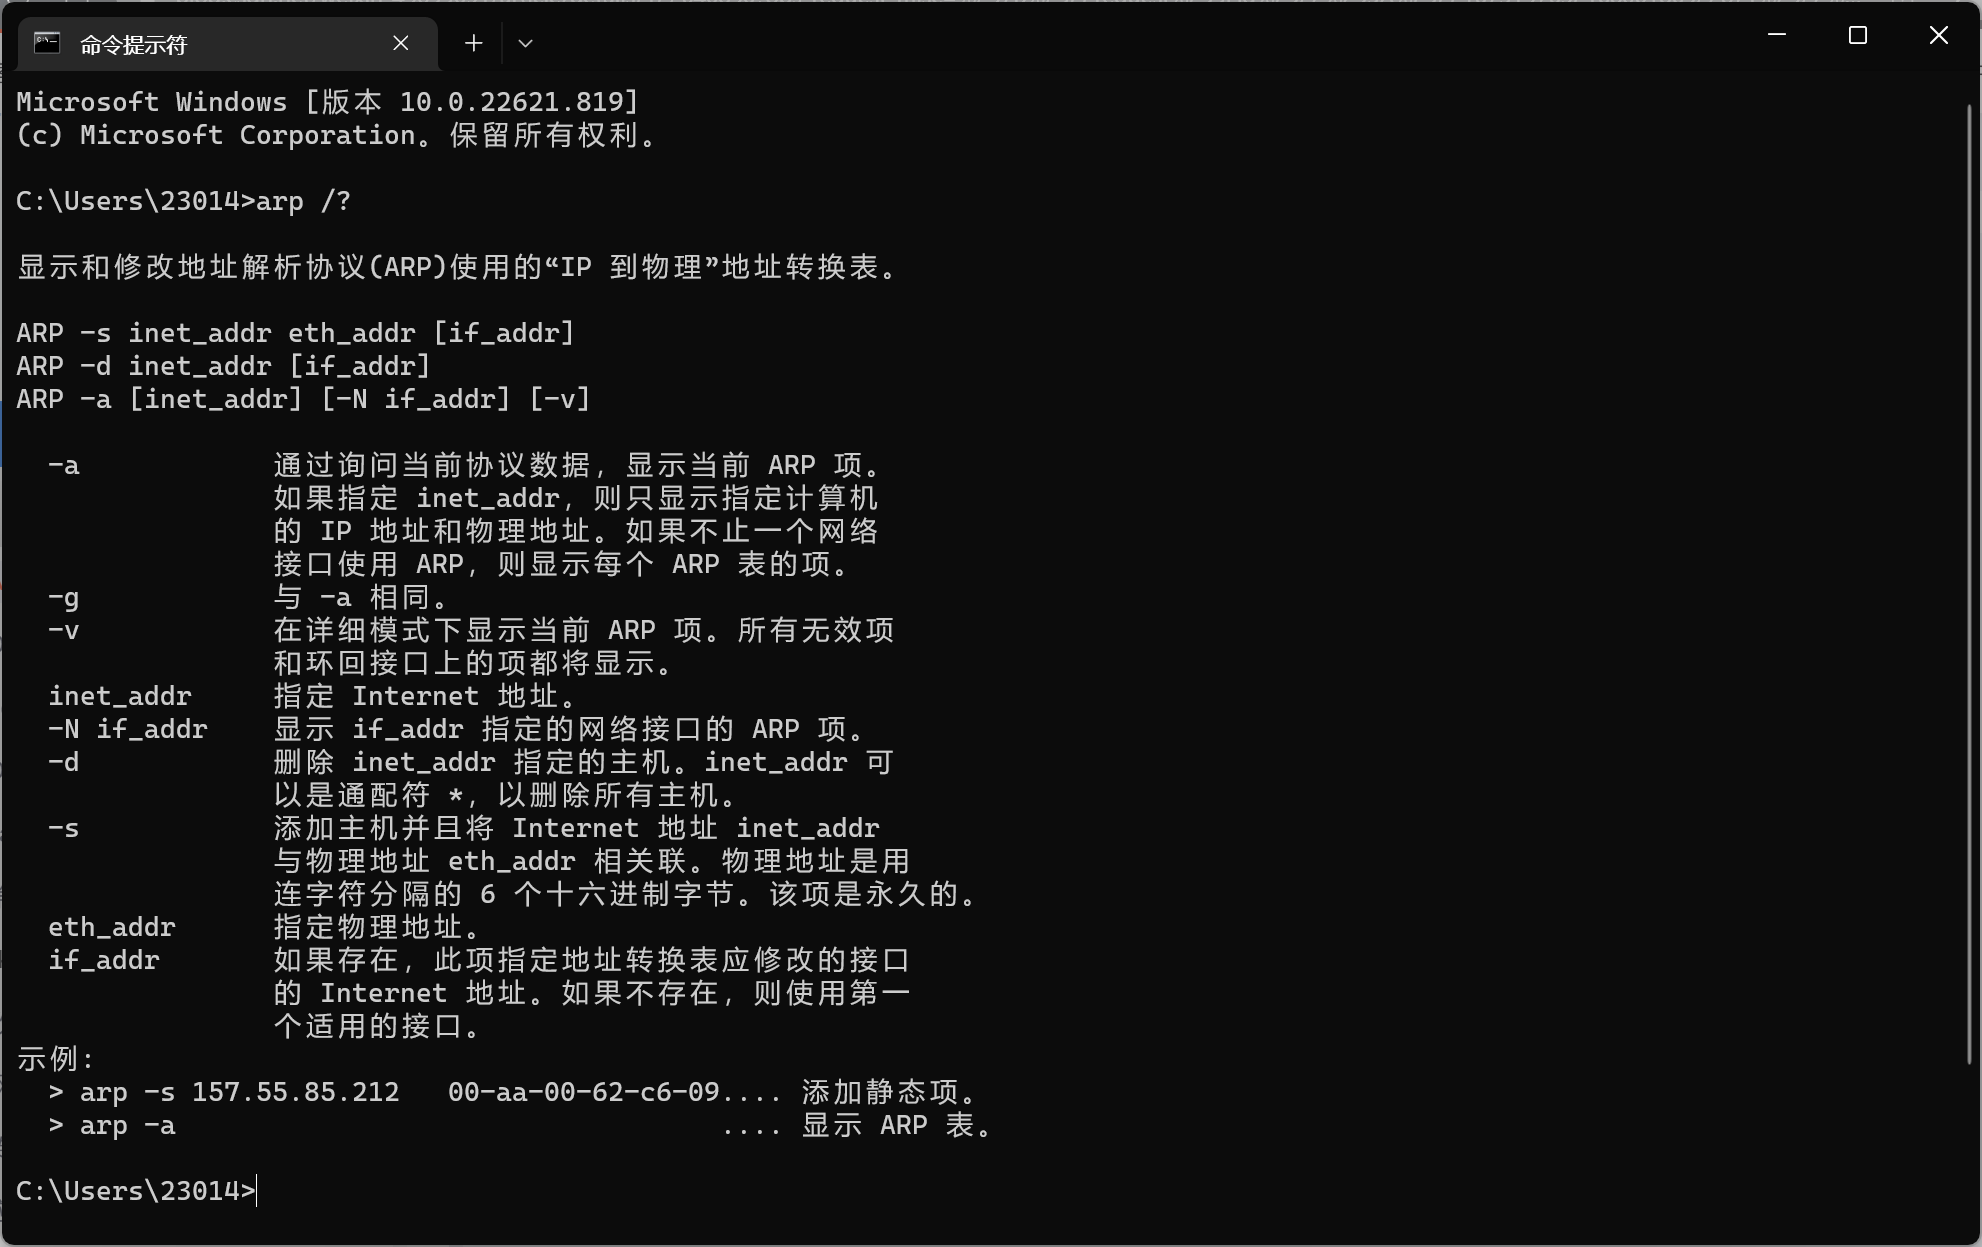 命令提示符
Microsoft Windows [版本 10.0.22621.819]
(c) Microsoft Corporation。保留所有权利。
C:\Users\23014>arp /?
显示和修改地址解析协议(ARP)使用的“IP 到物理”地址转换表。
ARP -s inet_addr eth_addr [if_addr]
ARP -d inet_addr [if_addr]
ARP -a [inet_addr] [-N if_addr] [-v]
-a 通过询问当前协议数据，显示当前 ARP 项。
如果指定 inet_addr，则只显示指定计算机
的 IP 地址和物理地址。如果不止一个网络
接口使用 ARP，则显示每个 ARP 表的项。
-g 与 -a 相同。
-v 在详细模式下显示当前 ARP 项。所有无效项
和环回接口上的项都将显示。
inet_addr 指定 Internet 地址。
-N if_addr 显示 if_addr 指定的网络接口的 ARP 项。
-d 删除 inet_addr 指定的主机。inet_addr 可
以是通配符 *，以删除所有主机。
-s 添加主机并且将 Internet 地址 inet_addr
与物理地址 eth_addr 相关联。物理地址是用
连字符分隔的 6 个十六进制字节。该项是永久的。
eth_addr 指定物理地址。
if_addr 如果存在，此项指定地址转换表应修改的接口
的 Internet 地址。如果不存在，则使用第一
个适用的接口。
示例:
> arp -s 157.55.85.212 00-aa-00-62-c6-09.... 添加静态项。
> arp -a .... 显示 ARP 表。
C:\Users\23014>